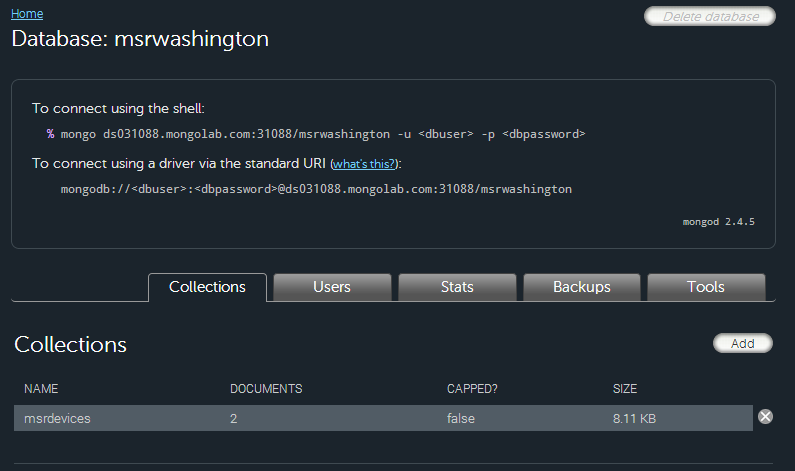 Home
Delete database
Database: msrwashington
To connect using the shell:
% mongo ds031088.mongolab.com:31088/msrwashington -u <dbuser> -p <dbpassword>
To connect using a driver via the standard URI (what's this?):
mongodb://<dbuser>:<dbpassword>@ds031088.mongolab.com:31088/msrwashington
mongod 2.4.5
Collections Users Stats Backups Tools
Collections
Add
NAME DOCUMENTS CAPPED? SIZE
msrdevices 2 false 8.11 KB